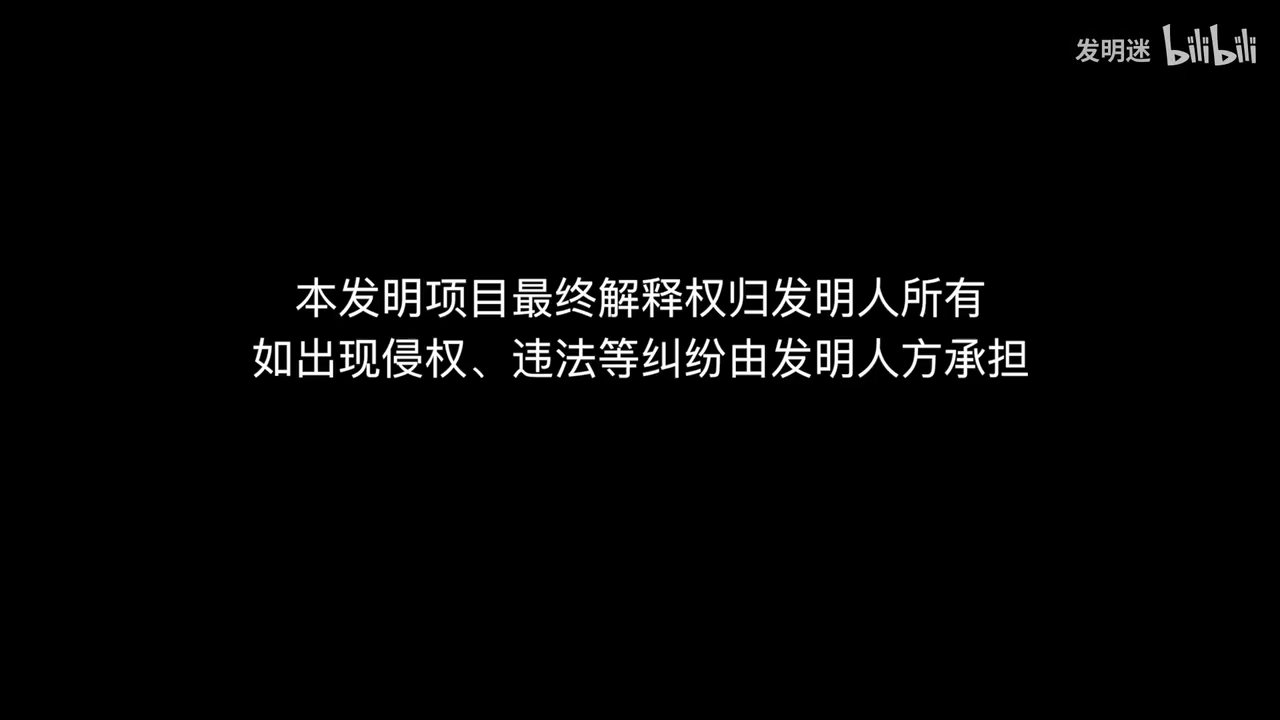 发明迷 bilibili
本发明项目最终解释权归发明人所有
如出现侵权、违法等纠纷由发明人方承担